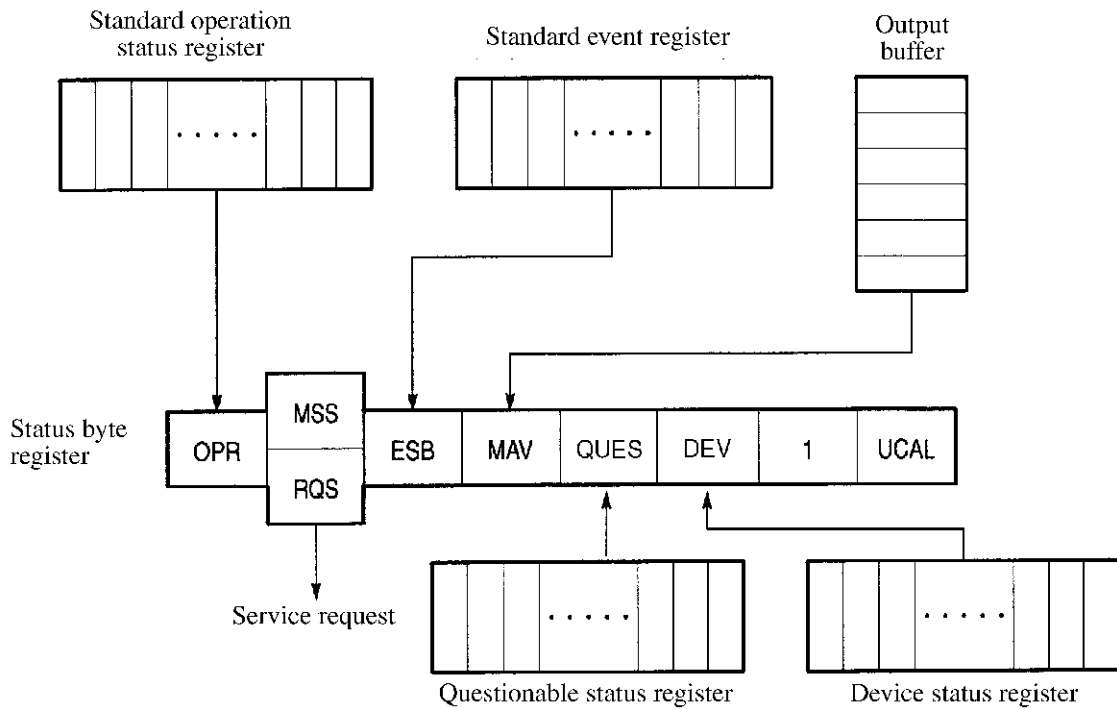 Standard operation
status register
Standard event register
Output
buffer
Status byte
register
OPR
MSS
RQS
ESB
MAV
QUES
DEV
1
UCAL
Service request
Questionable status register
Device status register